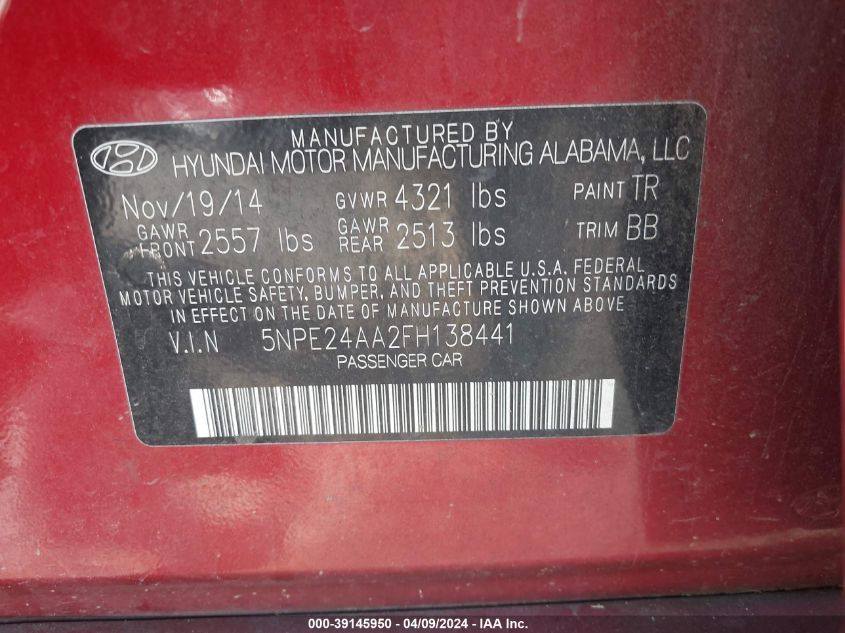 MANUFACTURED BY
HYUNDAI MOTOR MANUFACTURING ALABAMA, LLC
Nov/19/14 GVWR 4321 lbs PAINT TR
GAWR FRONT 2557 lbs GAWR REAR 2513 lbs TRIM BB
THIS VEHICLE CONFORMS TO ALL APPLICABLE U.S.A. FEDERAL
MOTOR VEHICLE SAFETY, BUMPER, AND THEFT PREVENTION STANDARDS
IN EFFECT ON THE DATE OF MANUFACTURE SHOWN ABOVE
V.I.N 5NPE24AA2FH138441
PASSENGER CAR
000-39145950 - 04/09/2024 - IAA Inc.